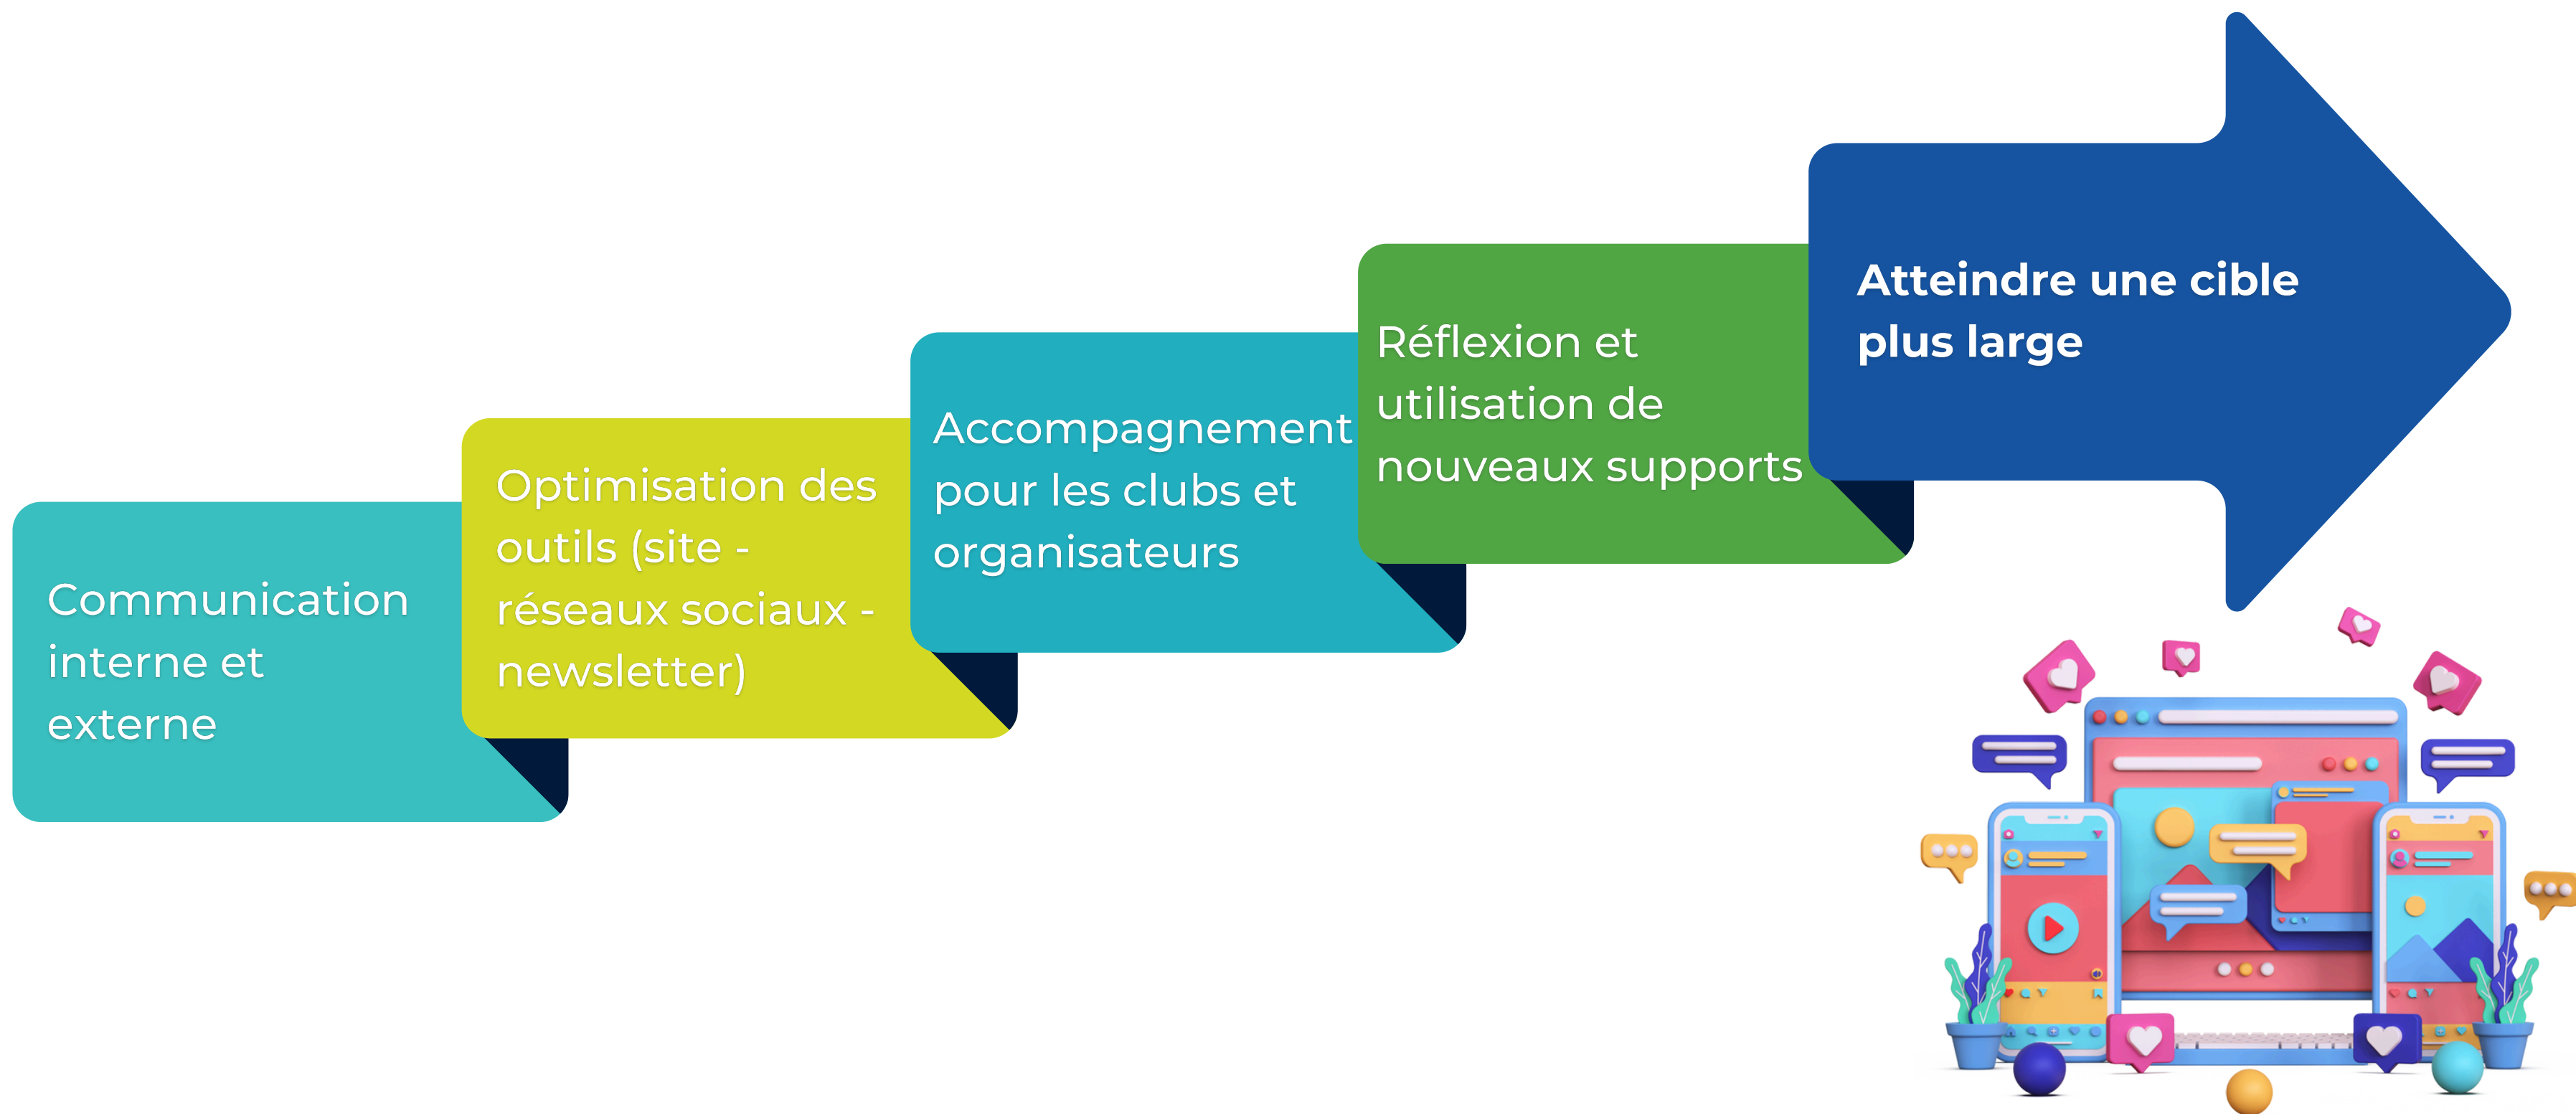 Communication
interne et
externe
Optimisation des
outils (site -
réseaux sociaux -
newsletter)
Accompagnement
pour les clubs et
organisateurs
Réflexion et
utilisation de
nouveaux supports
Atteindre une cible
plus large